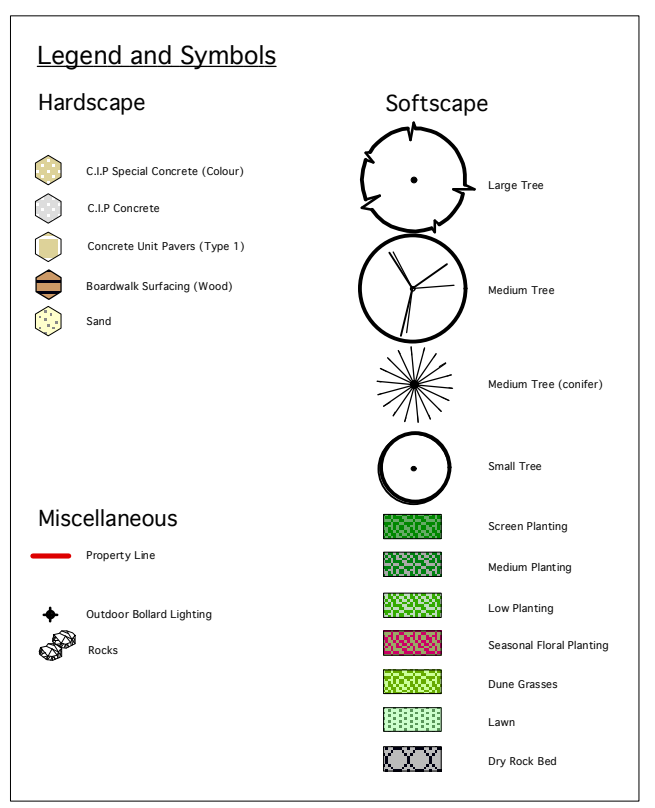 Legend and Symbols
Hardscape
C.I.P Special Concrete (Colour)
C.I.P Concrete
Concrete Unit Pavers (Type 1)
Boardwalk Surfacing (Wood)
Sand
Miscellaneous
Property Line
Outdoor Bollard Lighting
Rocks
Softscape
Large Tree
Medium Tree
Medium Tree (conifer)
Small Tree
Screen Planting
Medium Planting
Low Planting
Seasonal Floral Planting
Dune Grasses
Lawn
Dry Rock Bed